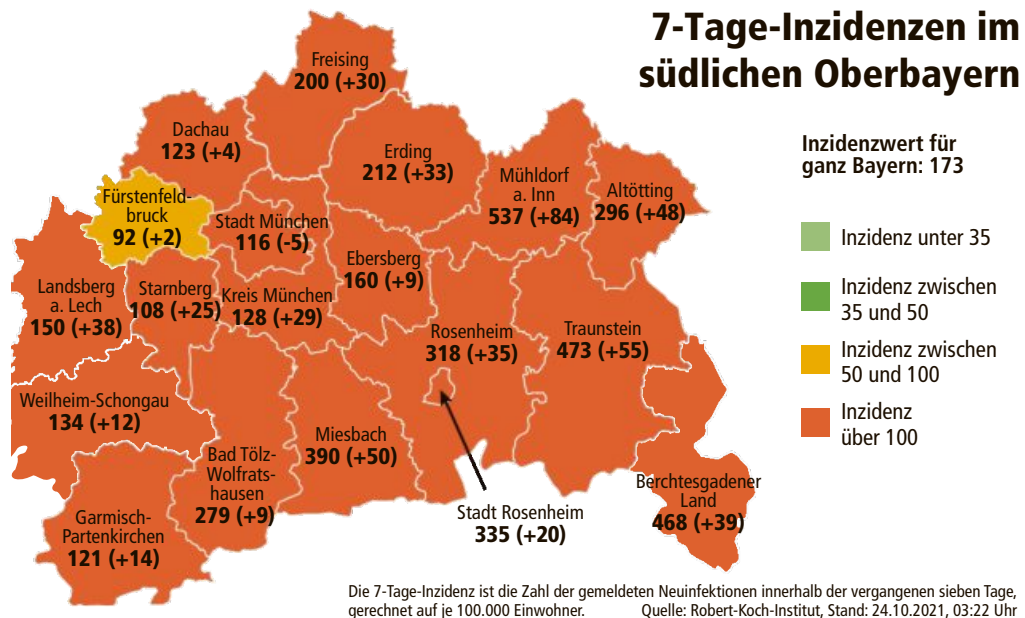 7-Tage-Inzidenzen im
südlichen Oberbayern
Freising
200 (+30)
Dachau
123 (+4)
Erding
212 (+33)
Mühldorf
a. Inn
537 (+84)
Altötting
296 (+48)
Fürstenfeld-
bruck
92 (+2)
Stadt München
116 (-5)
Ebersberg
160 (+9)
Landsberg
a. Lech
150 (+38)
Starnberg
108 (+25)
Kreis München
128 (+29)
Rosenheim
318 (+35)
Traunstein
473 (+55)
Weilheim-Schongau
134 (+12)
Bad Tölz-
Wolfrats-
hausen
279 (+9)
Miesbach
390 (+50)
Stadt Rosenheim
335 (+20)
Berchtesgadener
Land
468 (+39)
Garmisch-
Partenkirchen
121 (+14)
Inzidenzwert für
ganz Bayern: 173
Inzidenz unter 35
Inzidenz zwischen
35 und 50
Inzidenz zwischen
50 und 100
Inzidenz
über 100
Die 7-Tage-Inzidenz ist die Zahl der gemeldeten Neuinfektionen innerhalb der vergangenen sieben Tage,
gerechnet auf je 100.000 Einwohner. Quelle: Robert-Koch-Institut, Stand: 24.10.2021, 03:22 Uhr